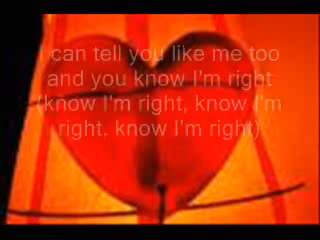 i can tell you like me too
and you know I'm right
(know I'm right, know I'm
right, know I'm right)